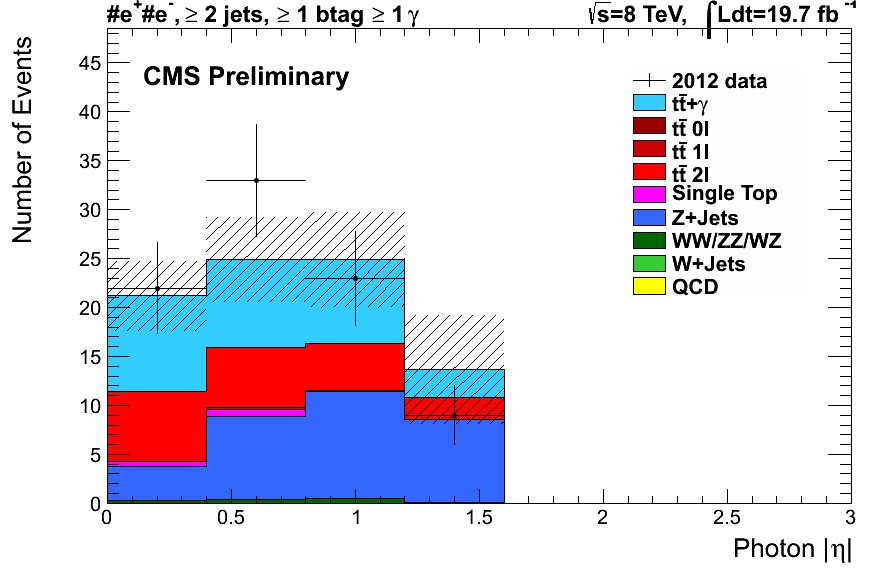 #e⁺#e⁻, ≥ 2 jets, ≥ 1 btag ≥ 1 γ
√s=8 TeV, ∫Ldt=19.7 fb⁻¹
CMS Preliminary
Number of Events
45
40
35
30
25
20
15
10
5
0
2012 data
tt̄+γ
tt̄ 0l
tt̄ 1l
tt̄ 2l
Single Top
Z+Jets
WW/ZZ/WZ
W+Jets
QCD
0 0.5 1 1.5 2 2.5 3
Photon |η|